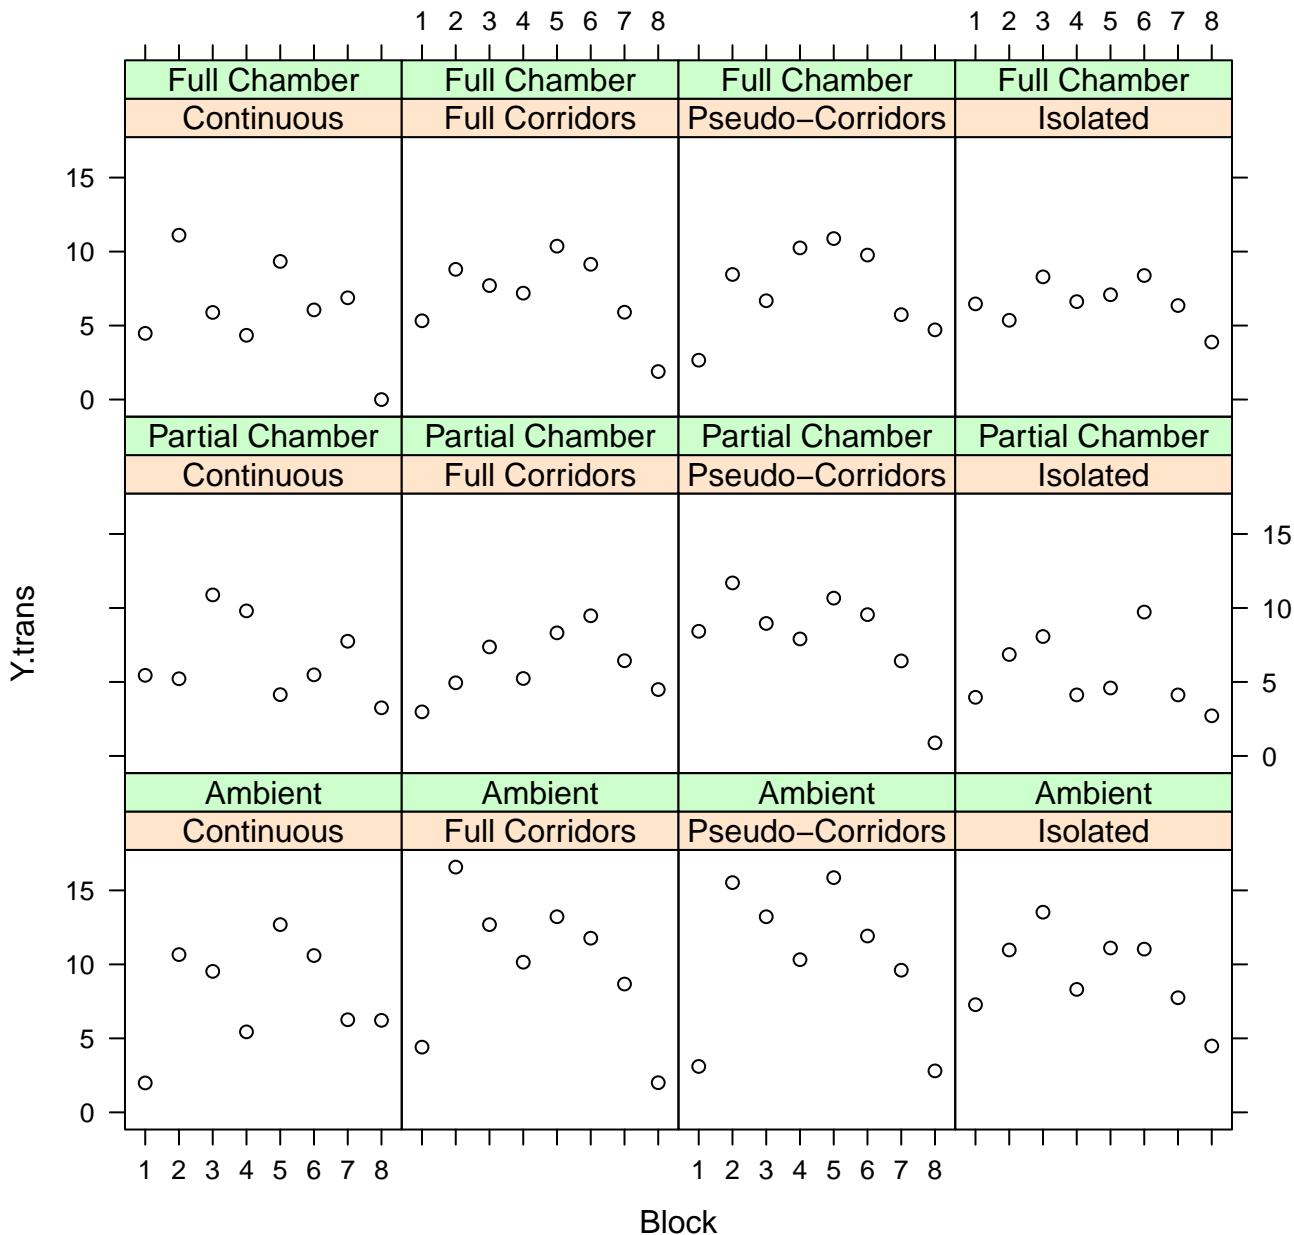 1 2 3 4 5 6 7 8 1 2 3 4 5 6 7 8
Full Chamber Full Chamber Full Chamber Full Chamber
Continuous Full Corridors Pseudo−Corridors Isolated
15
10
5
0
Partial Chamber Partial Chamber Partial Chamber Partial Chamber
Continuous Full Corridors Pseudo−Corridors Isolated
15
10
5
0
Y.trans
Ambient Ambient Ambient Ambient
Continuous Full Corridors Pseudo−Corridors Isolated
15
10
5
0
1 2 3 4 5 6 7 8 1 2 3 4 5 6 7 8
Block